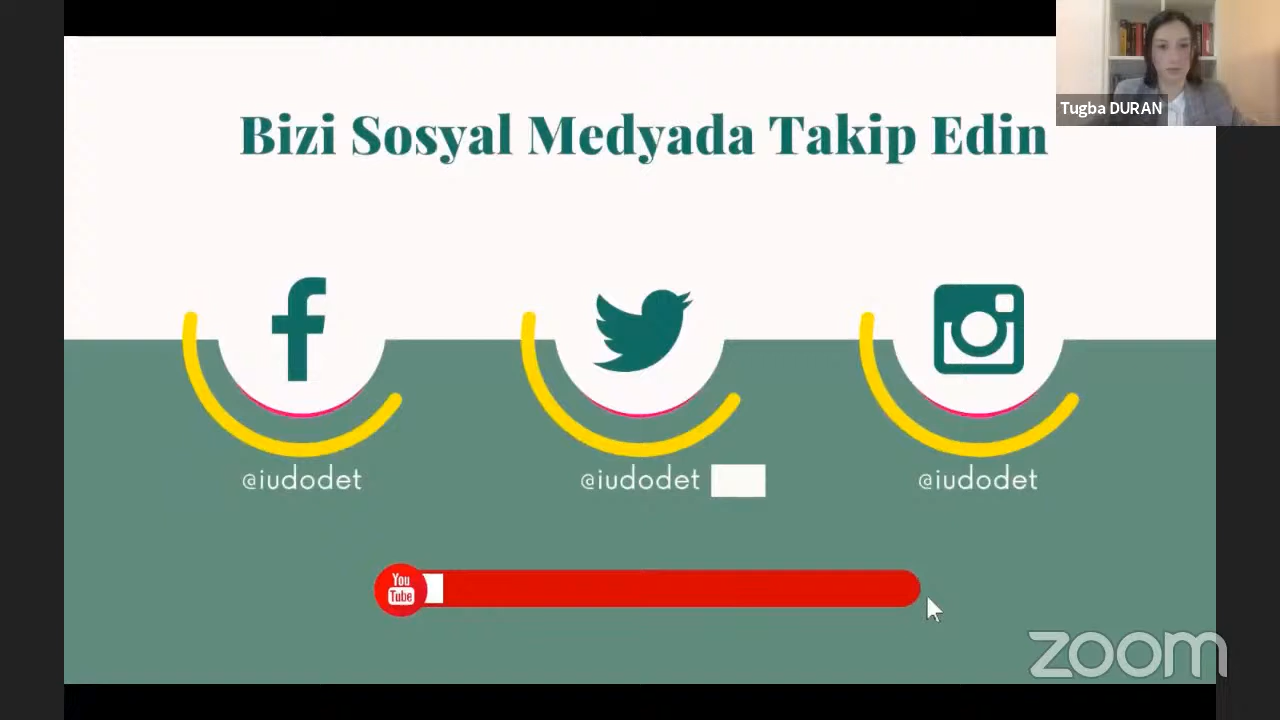 Tugba DURAN
Bizi Sosyal Medyada Takip Edin
@iudodet
@iudodet
@iudodet
You
Tube
zoom